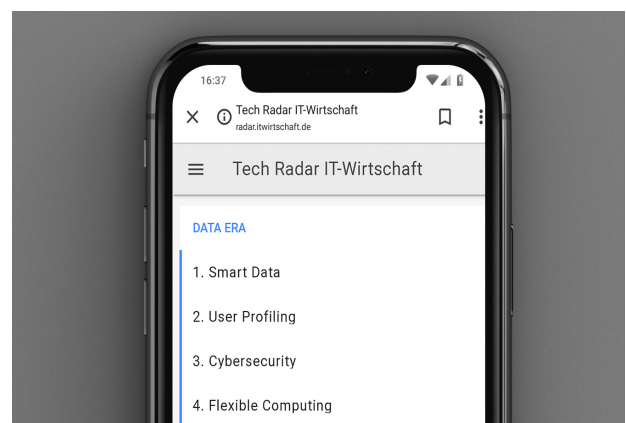 16:37
Tech Radar IT-Wirtschaft
radar.itwirtschaft.de
Tech Radar IT-Wirtschaft
DATA ERA
1. Smart Data
2. User Profiling
3. Cybersecurity
4. Flexible Computing